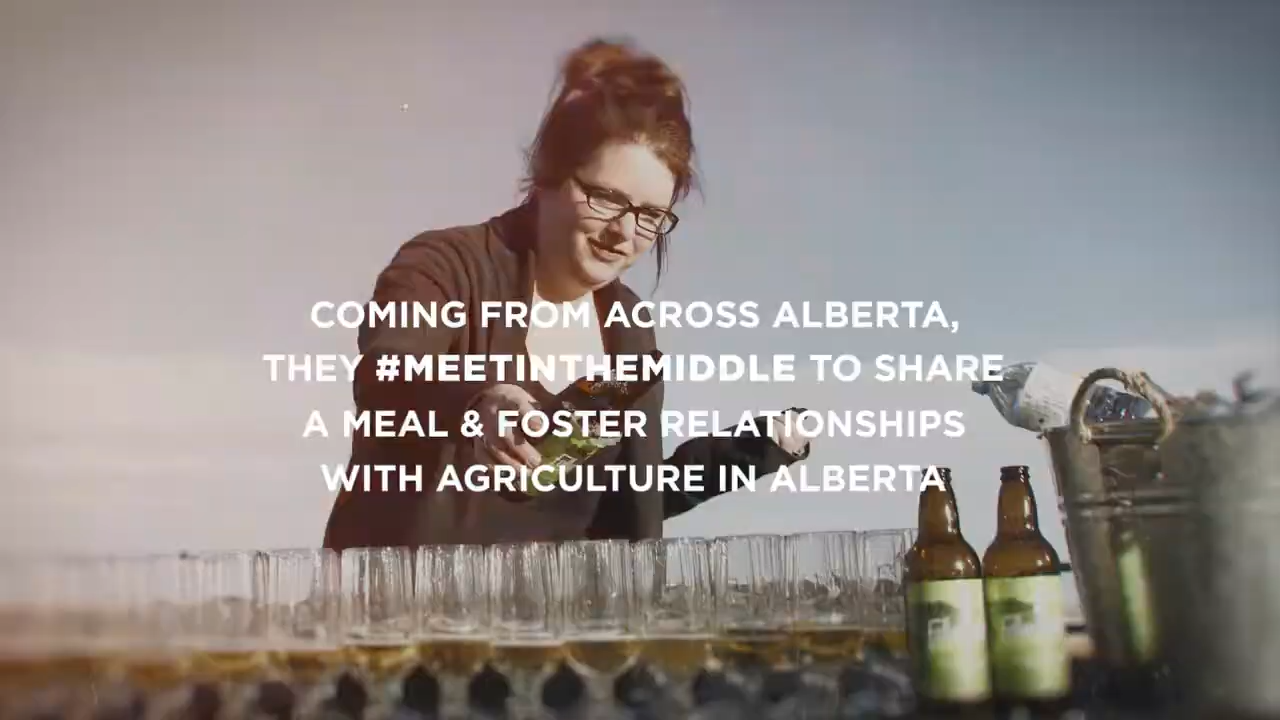 COMING FROM ACROSS ALBERTA,
THEY #MEETINTHEMIDDLE TO SHARE
A MEAL & FOSTER RELATIONSHIPS
WITH AGRICULTURE IN ALBERTA